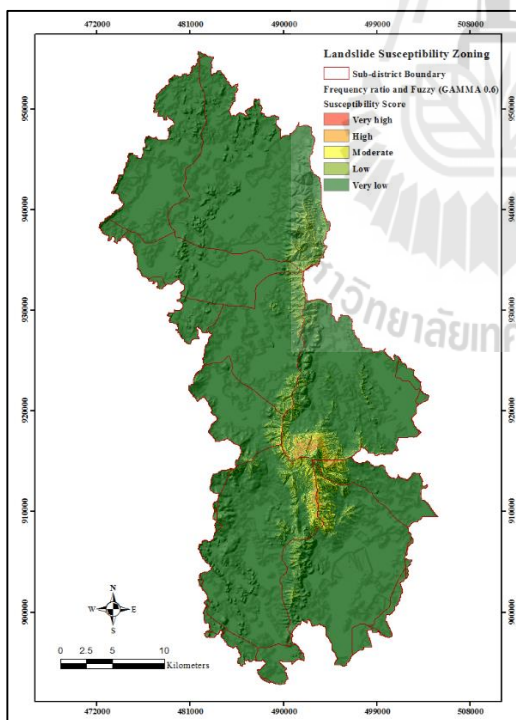 472000 481000 490000 499000 508000
Landslide Susceptibility Zoning
Sub-district Boundary
Frequency ratio and Fuzzy (GAMMA 0.6)
Susceptibility Score
Very high
High
Moderate
Low
Very low
950000 950000
940000 940000
930000 930000
920000 920000
910000 910000
900000 900000
N
W E
S
0 2.5 5 10
Kilometers
472000 481000 490000 499000 508000